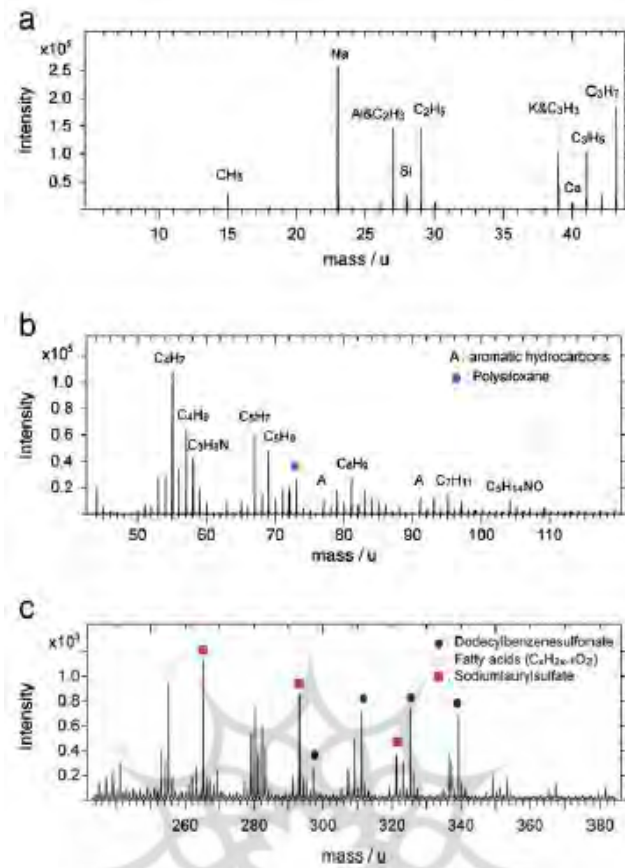 a
x10⁵
intensity
2.5
2.0
1.5
1.0
0.5
CH₃
Na
Al&C₂H₃
Si
C₂H₅
K&C₃H₃
Ca
C₃H₅
C₃H₇
10 15 20 25 30 35 40
mass / u
b
x10⁵
intensity
1.0
0.8
0.6
0.4
0.2
C₄H₇
C₄H₉
C₃H₈N
C₅H₇
C₅H₉
A
C₆H₉
A
C₇H₁₁
C₅H₁₄NO
A aromatic hydrocarbons
Polysiloxane
50 60 70 80 90 100 110
mass / u
c
x10³
intensity
1.0
0.8
0.6
0.4
0.2
Dodecylbenzenesulfonate
Fatty acids (CₓH₂ₓ₋₁O₂)
Sodiumlaurylsulfate
260 280 300 320 340 360 380
mass / u